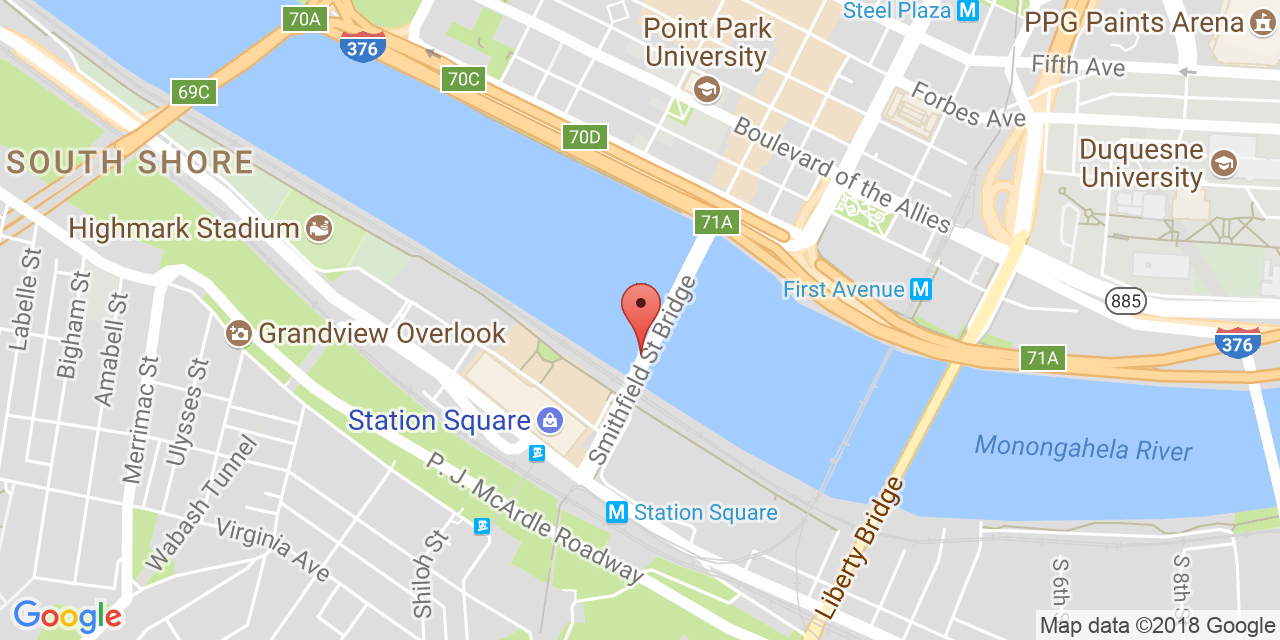 70A
Steel Plaza M
PPG Paints Arena
Point Park
University
376
70C
Fifth Ave
69C
Forbes Ave
70D
Boulevard of the Allies
Duquesne
University
SOUTH SHORE
Highmark Stadium
71A
First Avenue M
885
Labelle St
Bigham St
Amabell St
Merrimac St
Ulysses St
Grandview Overlook
Smithfield St Bridge
376
71A
Station Square
Monongahela River
P. J. McArdle Roadway
Wabash Tunnel
M Station Square
Virginia Ave
Shiloh St
Liberty Bridge
S 6th St
S 8th St
Google
Map data ©2018 Google